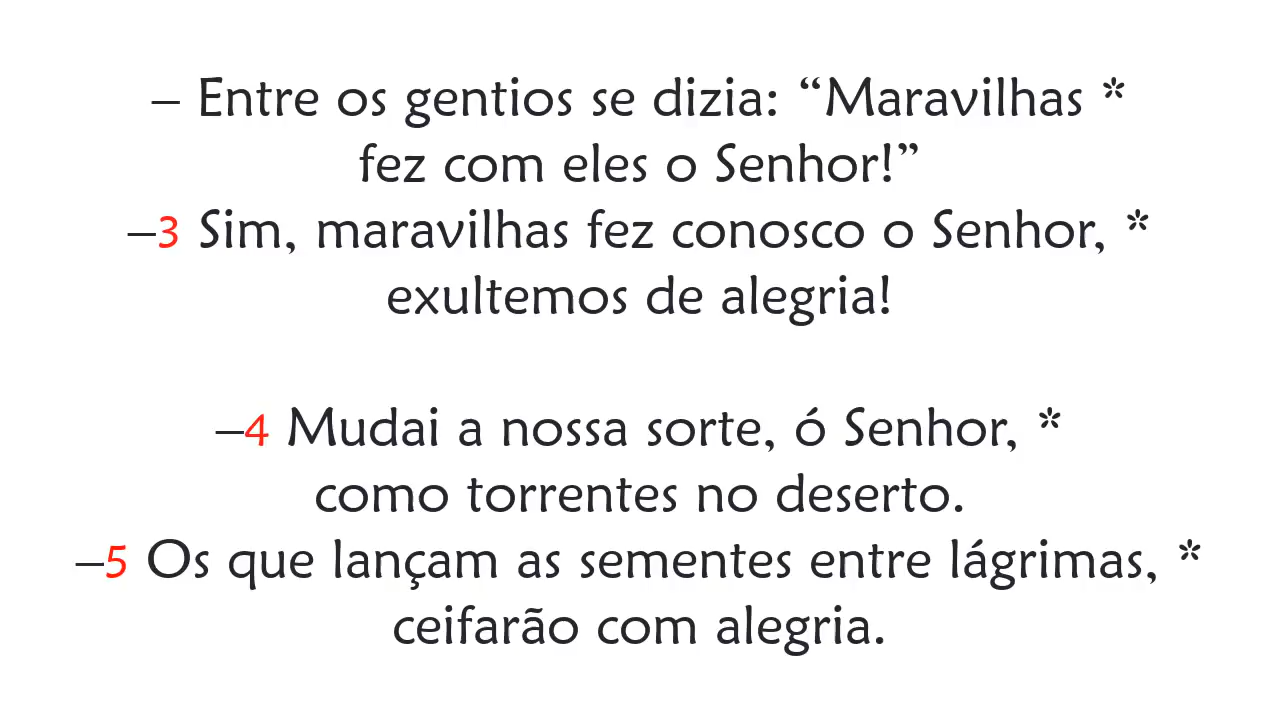 – Entre os gentios se dizia: “Maravilhas *
fez com eles o Senhor!”
–3 Sim, maravilhas fez conosco o Senhor, *
exultemos de alegria!
–4 Mudai a nossa sorte, ó Senhor, *
como torrentes no deserto.
–5 Os que lançam as sementes entre lágrimas, *
ceifarão com alegria.